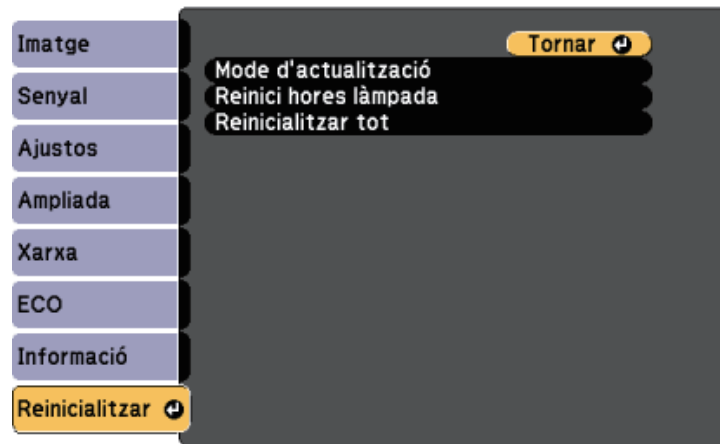 Imatge
Senyal
Ajustos
Ampliada
Xarxa
ECO
Informació
Reinicialitzar
Tornar
Mode d'actualització
Reinici hores làmpada
Reinicialitzar tot